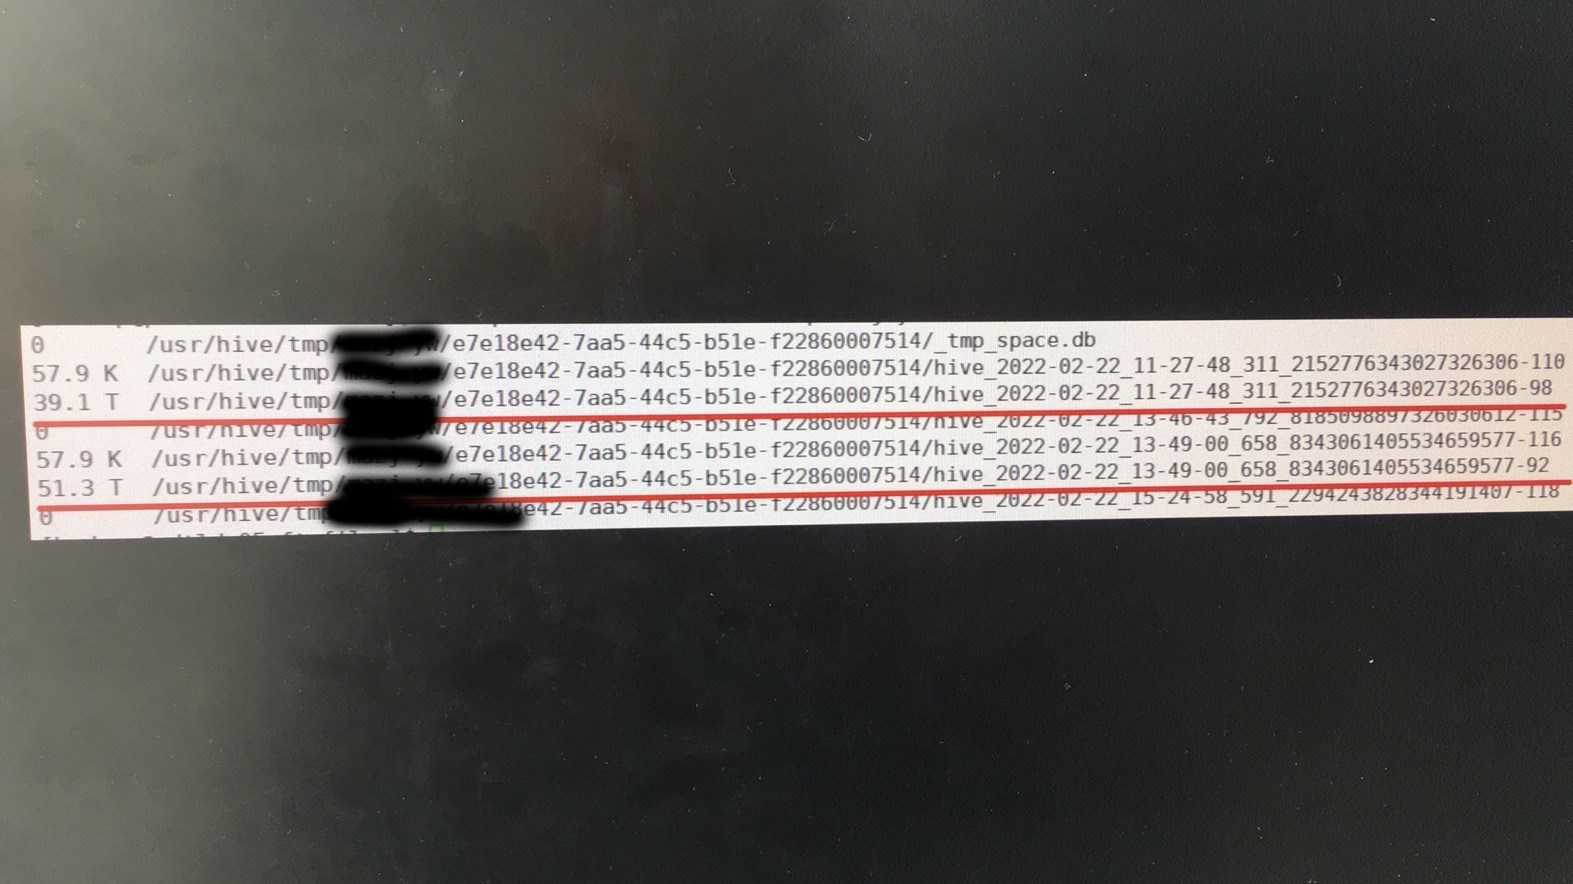 0 /usr/hive/tmp/ /e7e18e42-7aa5-44c5-b51e-f22860007514/_tmp_space.db
57.9 K /usr/hive/tmp/ /e7e18e42-7aa5-44c5-b51e-f22860007514/hive_2022-02-22_11-27-48_311_2152776343027326306-110
39.1 T /usr/hive/tmp/ /e7e18e42-7aa5-44c5-b51e-f22860007514/hive_2022-02-22_11-27-48_311_2152776343027326306-98
0 /usr/hive/tmp/ /e7e18e42-7aa5-44c5-b51e-f22860007514/hive_2022-02-22_13-46-43_792_8185098897326030612-115
57.9 K /usr/hive/tmp/ /e7e18e42-7aa5-44c5-b51e-f22860007514/hive_2022-02-22_13-49-00_658_8343061405534659577-116
51.3 T /usr/hive/tmp/ e18e42-7aa5-44c5-b51e-f22860007514/hive_2022-02-22_13-49-00_658_8343061405534659577-92
0 /usr/hive/tmp e42-7aa5-44c5-b51e-f22860007514/hive_2022-02-22_15-24-58_591_2294243828344191407-118